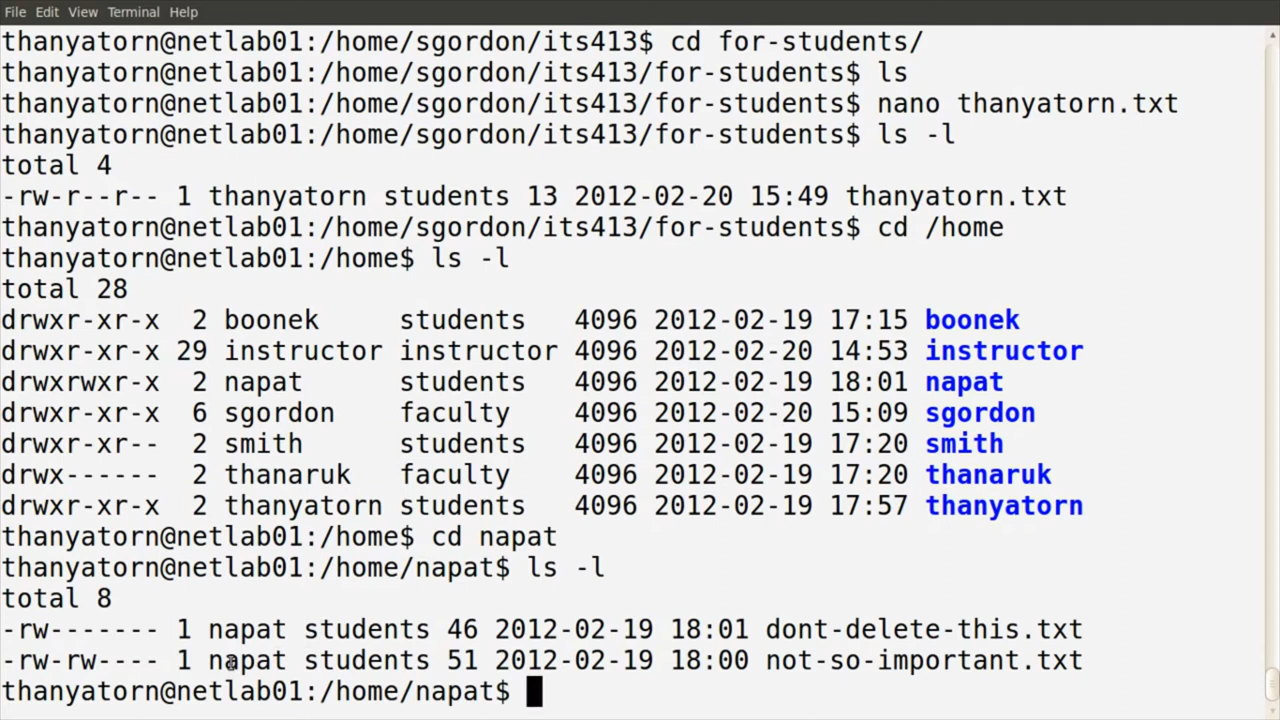 File Edit View Terminal Help
thanyatorn@netlab01:/home/sgordon/its413$ cd for-students/
thanyatorn@netlab01:/home/sgordon/its413/for-students$ ls
thanyatorn@netlab01:/home/sgordon/its413/for-students$ nano thanyatorn.txt
thanyatorn@netlab01:/home/sgordon/its413/for-students$ ls -l
total 4
-rw-r--r-- 1 thanyatorn students 13 2012-02-20 15:49 thanyatorn.txt
thanyatorn@netlab01:/home/sgordon/its413/for-students$ cd /home
thanyatorn@netlab01:/home$ ls -l
total 28
drwxr-xr-x  2 boonek     students   4096 2012-02-19 17:15 boonek
drwxr-xr-x 29 instructor instructor 4096 2012-02-20 14:53 instructor
drwxrwxr-x  2 napat      students   4096 2012-02-19 18:01 napat
drwxr-xr-x  6 sgordon    faculty    4096 2012-02-20 15:09 sgordon
drwxr-xr--  2 smith      students   4096 2012-02-19 17:20 smith
drwx------  2 thanaruk   faculty    4096 2012-02-19 17:20 thanaruk
drwxr-xr-x  2 thanyatorn students   4096 2012-02-19 17:57 thanyatorn
thanyatorn@netlab01:/home$ cd napat
thanyatorn@netlab01:/home/napat$ ls -l
total 8
-rw------- 1 napat students 46 2012-02-19 18:01 dont-delete-this.txt
-rw-rw---- 1 napat students 51 2012-02-19 18:00 not-so-important.txt
thanyatorn@netlab01:/home/napat$